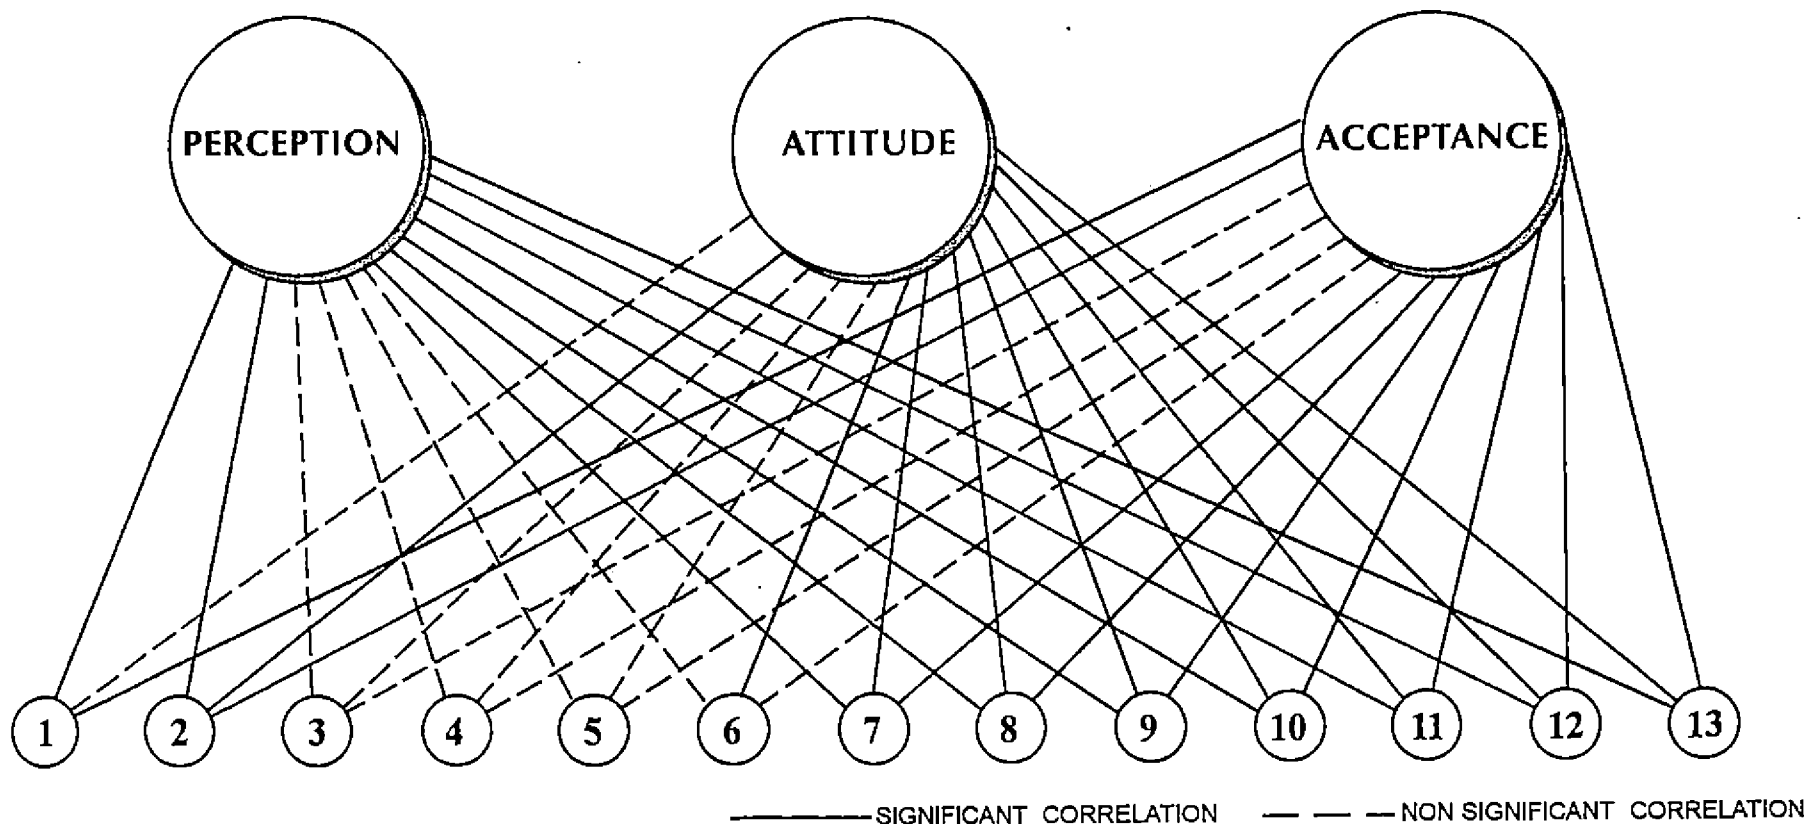 PERCEPTION ATTITUDE ACCEPTANCE
1 2 3 4 5 6 7 8 9 10 11 12 13
SIGNIFICANT CORRELATION NON SIGNIFICANT CORRELATION